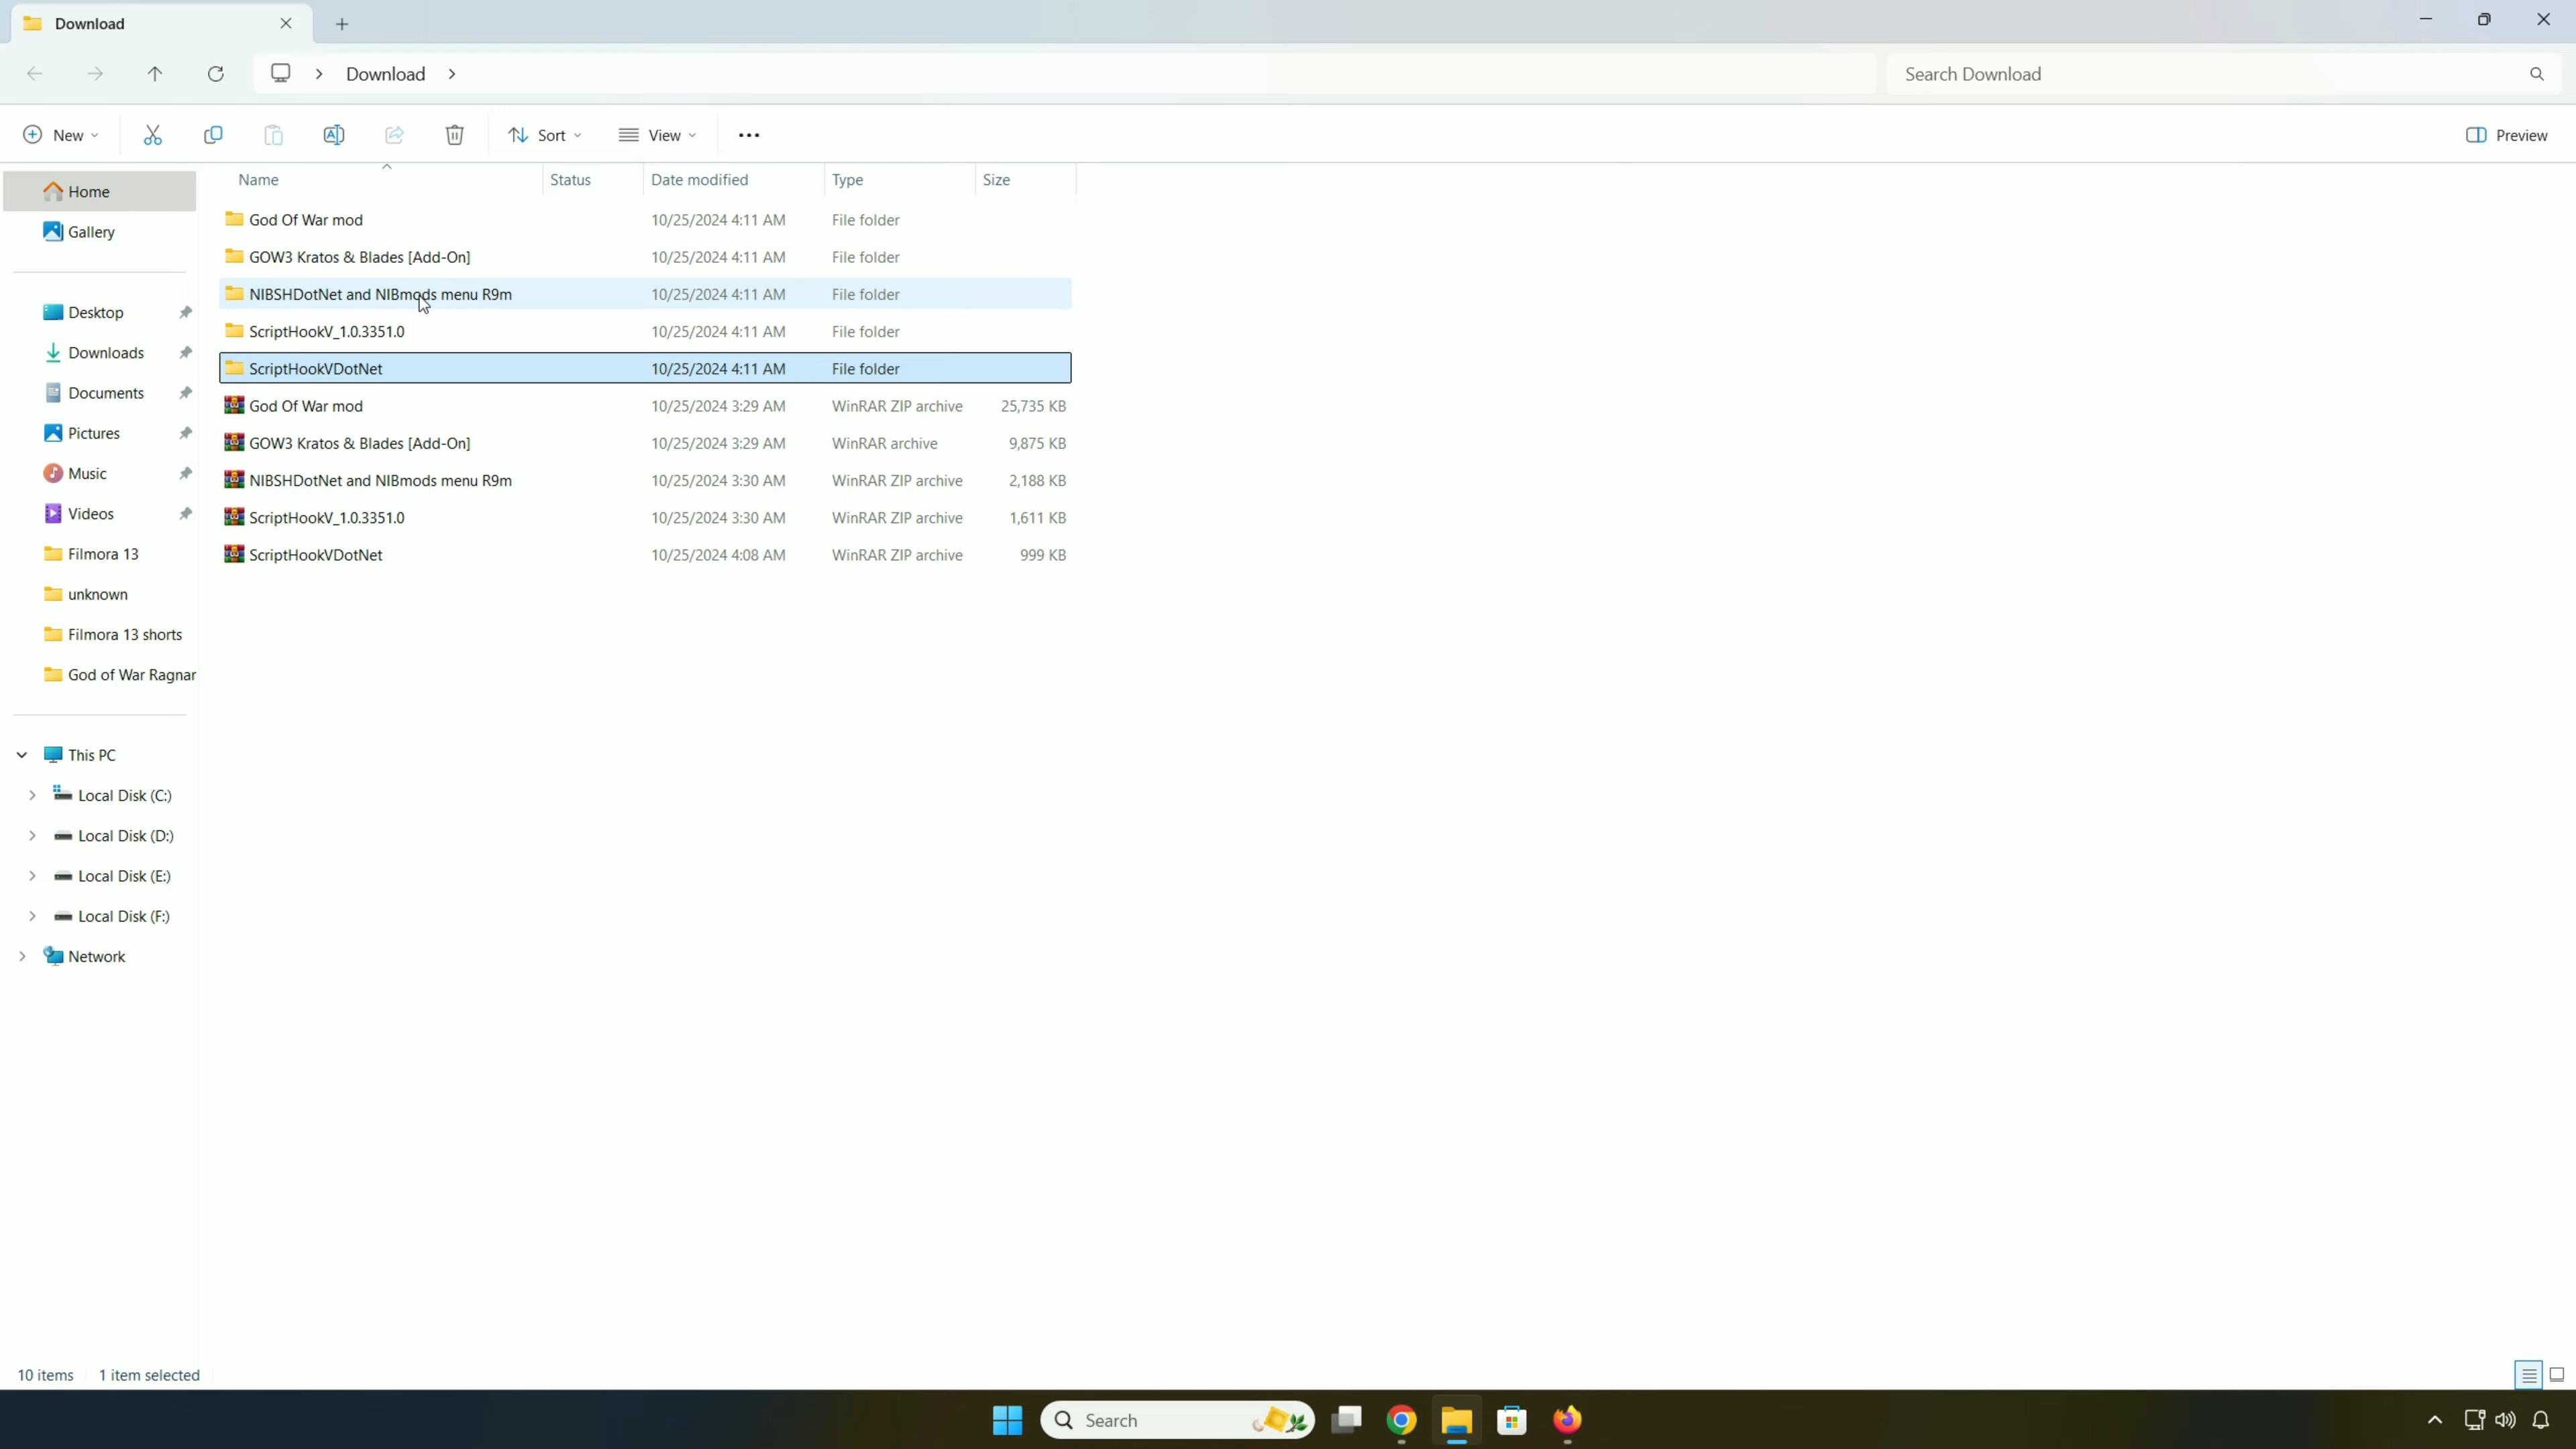 Download
Download
Search Download
New
Sort
View
Preview
Name Status Date modified Type Size
Home
Gallery
Desktop
Downloads
Documents
Pictures
Music
Videos
Filmora 13
unknown
Filmora 13 shorts
God of War Ragnar
This PC
Local Disk (C:)
Local Disk (D:)
Local Disk (E:)
Local Disk (F:)
Network
God Of War mod 10/25/2024 4:11 AM File folder
GOW3 Kratos & Blades [Add-On] 10/25/2024 4:11 AM File folder
NIBSHDotNet and NIBmods menu R9m 10/25/2024 4:11 AM File folder
ScriptHookV_1.0.3351.0 10/25/2024 4:11 AM File folder
ScriptHookVDotNet 10/25/2024 4:11 AM File folder
God Of War mod 10/25/2024 3:29 AM WinRAR ZIP archive 25,735 KB
GOW3 Kratos & Blades [Add-On] 10/25/2024 3:29 AM WinRAR archive 9,875 KB
NIBSHDotNet and NIBmods menu R9m 10/25/2024 3:30 AM WinRAR ZIP archive 2,188 KB
ScriptHookV_1.0.3351.0 10/25/2024 3:30 AM WinRAR ZIP archive 1,611 KB
ScriptHookVDotNet 10/25/2024 4:08 AM WinRAR ZIP archive 999 KB
10 items 1 item selected
Search